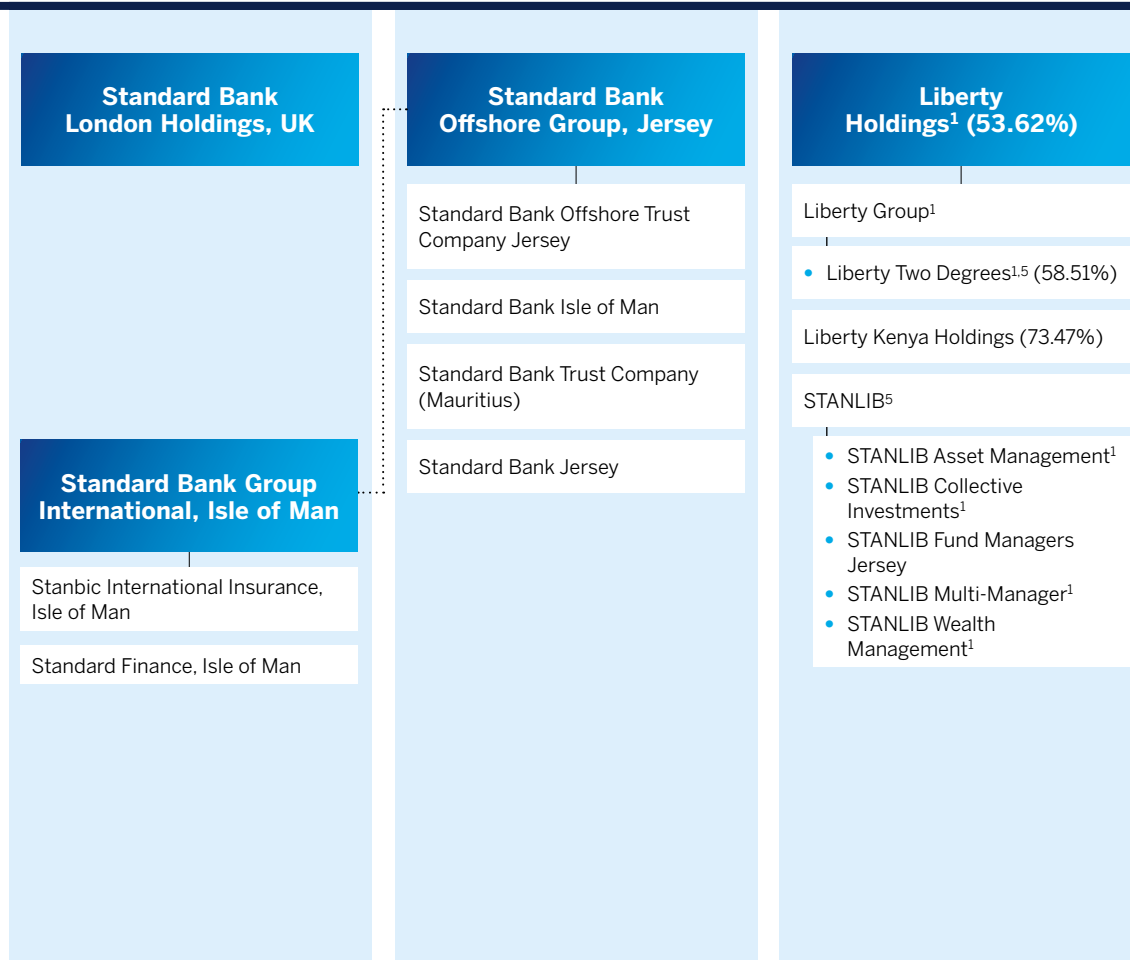 Standard Bank
London Holdings, UK
Standard Bank Group
International, Isle of Man
Stanbic International Insurance,
Isle of Man
Standard Finance, Isle of Man
Standard Bank
Offshore Group, Jersey
Standard Bank Offshore Trust
Company Jersey
Standard Bank Isle of Man
Standard Bank Trust Company
(Mauritius)
Standard Bank Jersey
Liberty
Holdings¹ (53.62%)
Liberty Group¹
• Liberty Two Degrees¹,⁵ (58.51%)
Liberty Kenya Holdings (73.47%)
STANLIB⁵
• STANLIB Asset Management¹
• STANLIB Collective
Investments¹
• STANLIB Fund Managers
Jersey
• STANLIB Multi-Manager¹
• STANLIB Wealth
Management¹